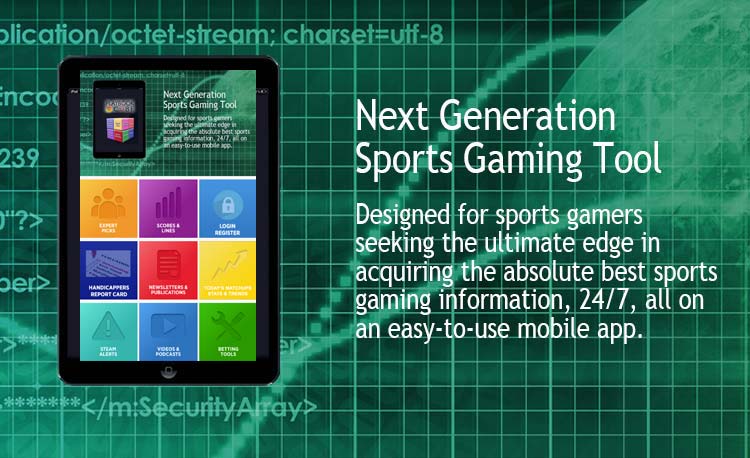 plication/octet-stream; charset=utf-8
Enco
239
0"?>
ber>
>*****
ber>
>*******</m:SecurityArray>
ication/octet-stream; charset=utf-8
Next Generation
Sports Gaming Tool
Designed for sports gamers
seeking the ultimate edge in
acquiring the absolute best sports
gaming information, 24/7, all on
an easy-to-use mobile app.
**</m:SecurityArray>
EXPERT
PICKS
SCORES &
LINES
LOGIN
REGISTER
HANDICAPPERS
REPORT CARD
NEWSLETTERS &
PUBLICATIONS
TODAY'S MATCHUPS
STATS & TRENDS
STEAM
ALERTS
VIDEOS &
PODCASTS
BETTING
TOOLS
Next Generation
Sports Gaming Tool
Designed for sports gamers
seeking the ultimate edge in
acquiring the absolute best sports
gaming information, 24/7, all on
an easy-to-use mobile app.